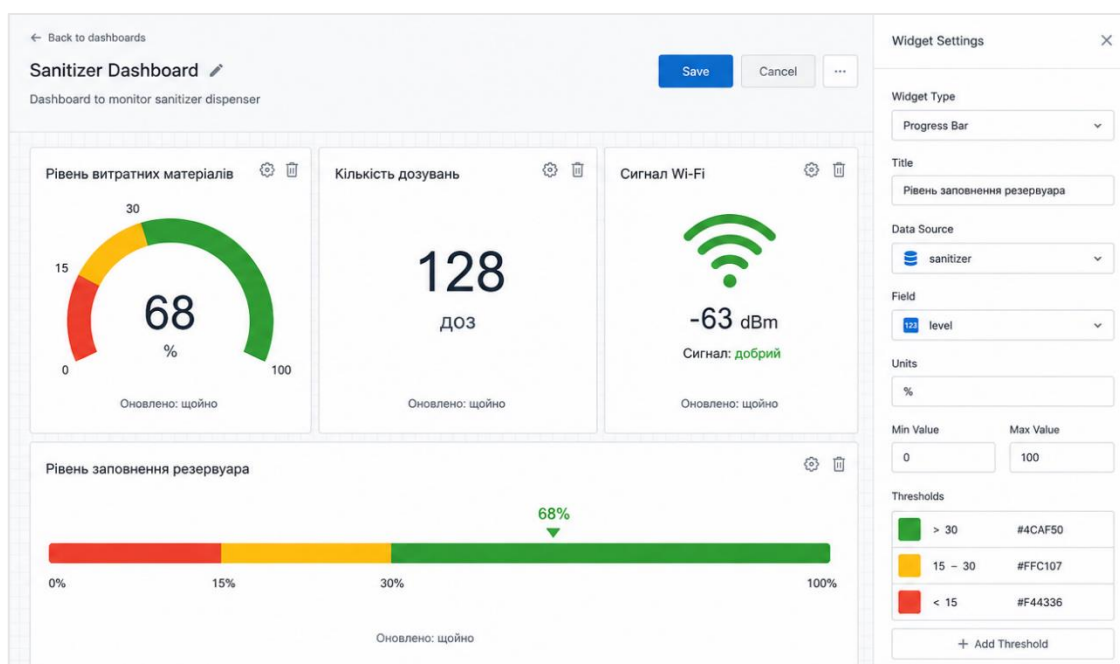 ← Back to dashboards
Sanitizer Dashboard
Dashboard to monitor sanitizer dispenser
Save
Cancel
...
Рівень витратних матеріалів
0
15
30
100
68
%
Оновлено: щойно
Кількість дозувань
128
доз
Оновлено: щойно
Сигнал Wi-Fi
-63 dBm
Сигнал: добрий
Оновлено: щойно
Рівень заповнення резервуара
68%
0% 15% 30% 100%
Оновлено: щойно
Widget Settings
Widget Type
Progress Bar
Title
Рівень заповнення резервуара
Data Source
sanitizer
Field
123 level
Units
%
Min Value Max Value
0 100
Thresholds
> 30 #4CAF50
15 – 30 #FFC107
< 15 #F44336
+ Add Threshold